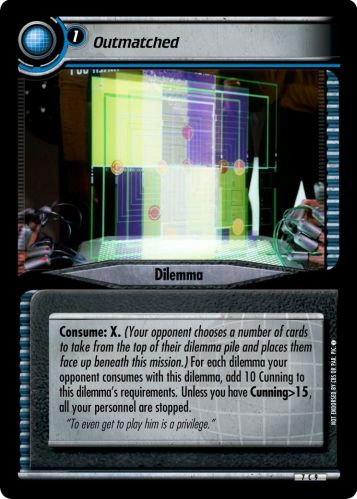 1
Outmatched
Dilemma
Consume: X. (Your opponent chooses a number of cards
to take from the top of their dilemma pile and places them
face up beneath this mission.) For each dilemma your
opponent consumes with this dilemma, add 10 Cunning to
this dilemma's requirements. Unless you have Cunning>15,
all your personnel are stopped.
"To even get to play him is a privilege."
NOT ENDORSED BY CBS OR PAR. PIC.
7 C 9